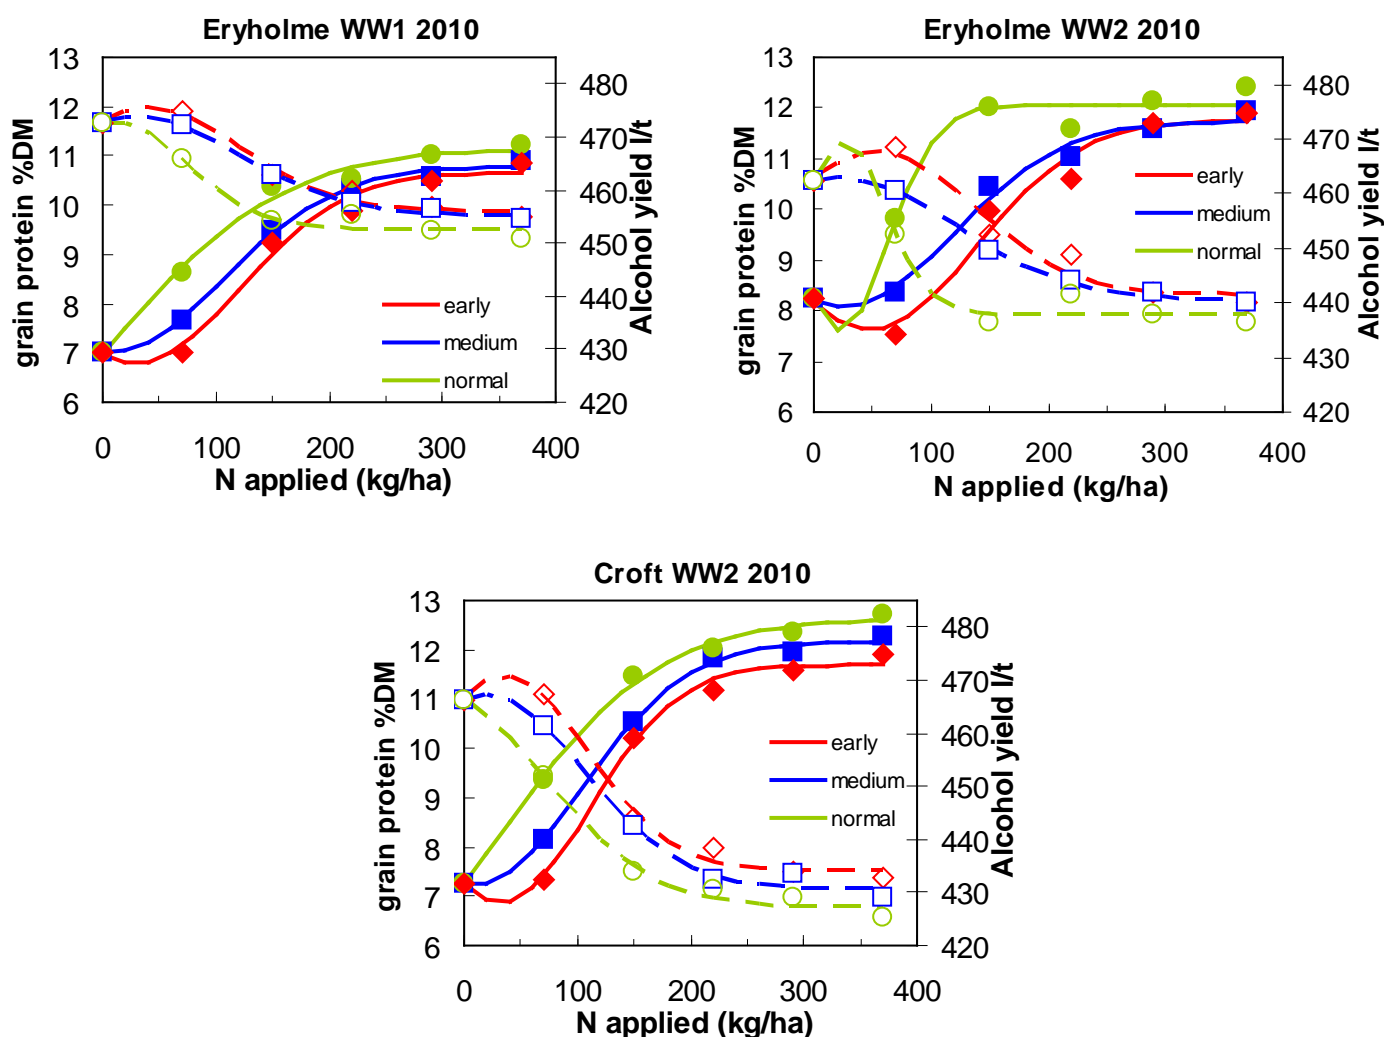 Eryholme WW1 2010
13
12
11
10
9
8
7
6
grain protein %DM
480
470
460
450
440
430
420
Alcohol yield l/t
early
medium
normal
0 100 200 300 400
N applied (kg/ha)
Eryholme WW2 2010
13
12
11
10
9
8
7
6
grain protein %DM
480
470
460
450
440
430
420
Alcohol yield l/t
early
medium
normal
0 100 200 300 400
N applied (kg/ha)
Croft WW2 2010
13
12
11
10
9
8
7
6
grain protein %DM
480
470
460
450
440
430
420
Alcohol yield l/t
early
medium
normal
0 100 200 300 400
N applied (kg/ha)